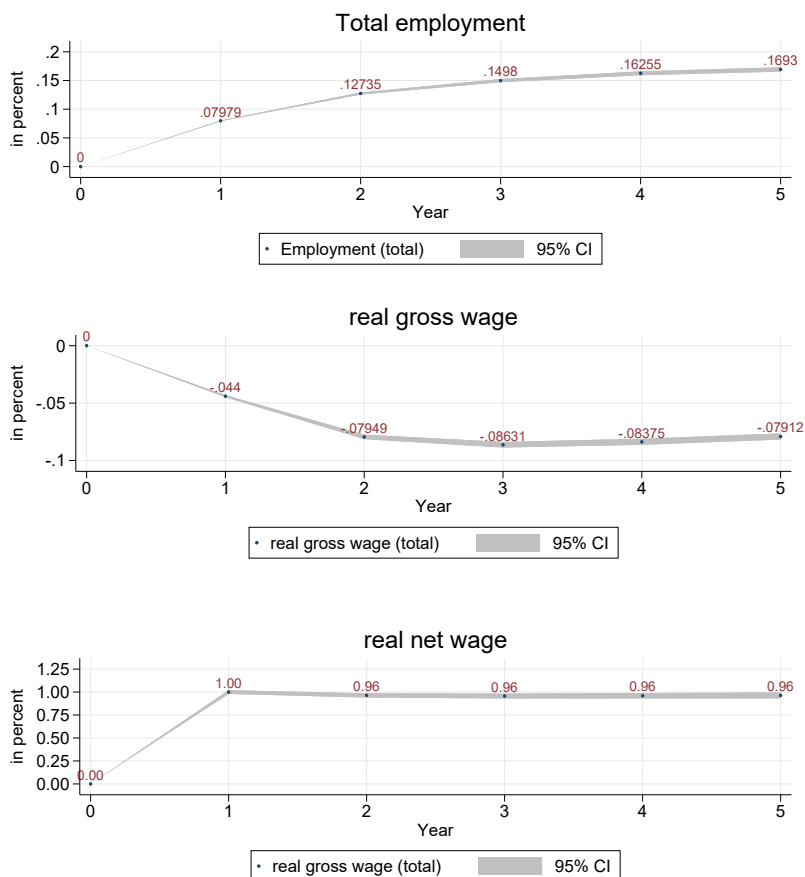 Total employment
in percent
.2
.15
.1
.05
0
0
.07979
.12735
.1498
.16255
.1693
0 1 2 3 4 5
Year
Employment (total) 95% CI
real gross wage
in percent
0
-.05
-.1
0
-.044
-.07949
-.08631
-.08375
-.07912
0 1 2 3 4 5
Year
real gross wage (total) 95% CI
real net wage
in percent
1.25
1.00
0.75
0.50
0.25
0.00
0.00
1.00
0.96
0.96
0.96
0.96
0 1 2 3 4 5
Year
real gross wage (total) 95% CI